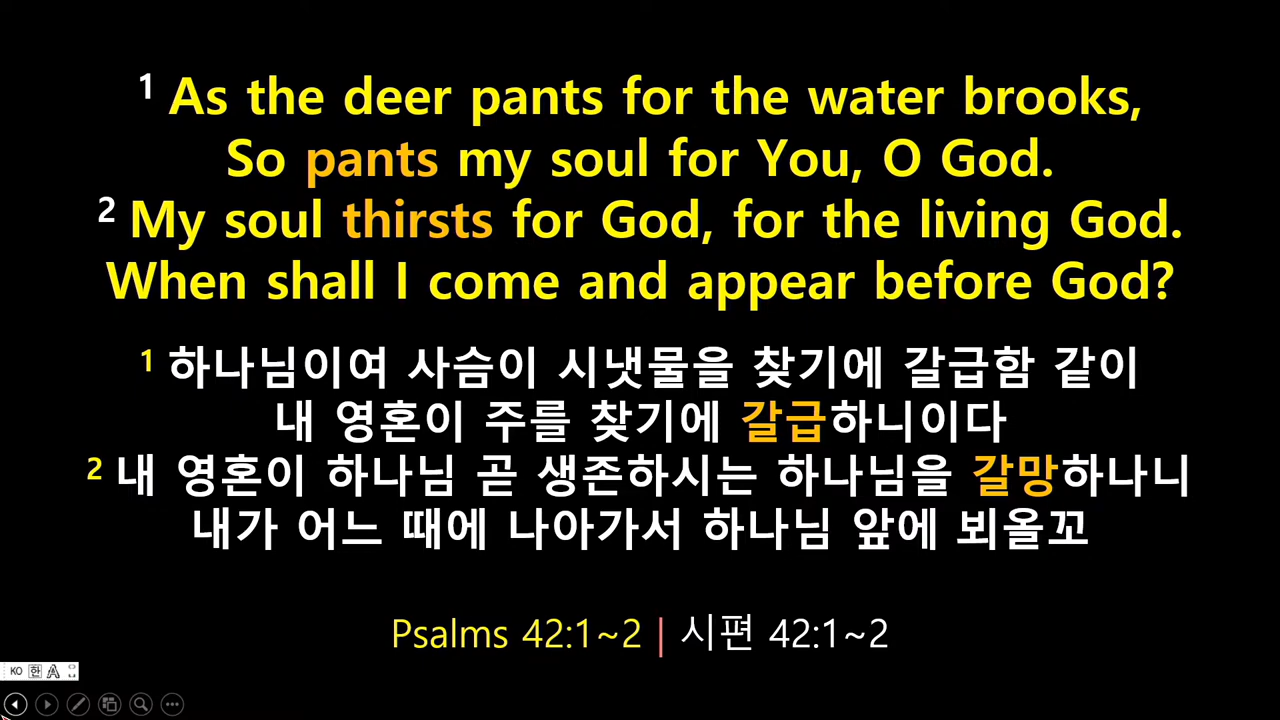 1 As the deer pants for the water brooks,
So pants my soul for You, O God.
2 My soul thirsts for God, for the living God.
When shall I come and appear before God?
1 하나님이여 사슴이 시냇물을 찾기에 갈급함 같이
내 영혼이 주를 찾기에 갈급하니이다
2 내 영혼이 하나님 곧 생존하시는 하나님을 갈망하나니
내가 어느 때에 나아가서 하나님 앞에 뵈올꼬
Psalms 42:1~2 | 시편 42:1~2
KO 한 A